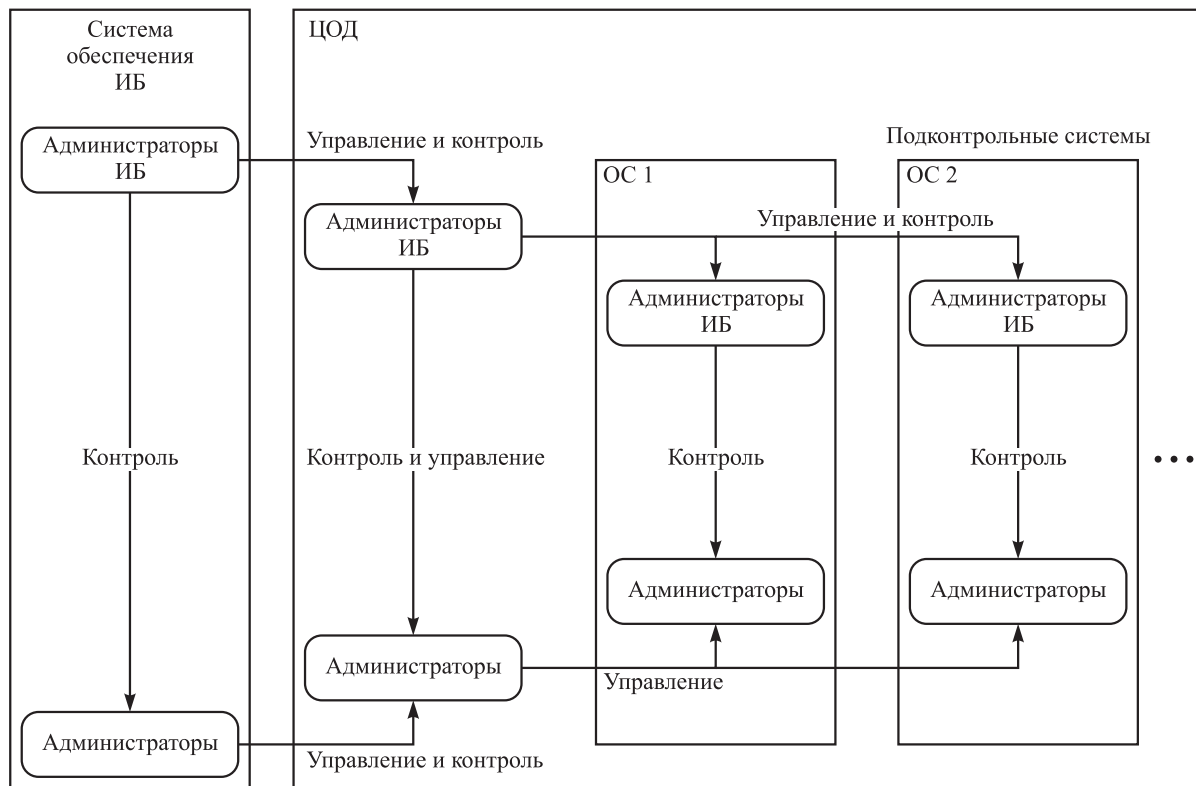 Система
обеспечения
ИБ
ЦОД
Администраторы
ИБ
Управление и контроль
Подконтрольные системы
ОС 1
ОС 2
Администраторы
ИБ
Управление и контроль
Администраторы
ИБ
Администраторы
ИБ
Контроль
Контроль и управление
Контроль
Контроль
...
Администраторы
Администраторы
Администраторы
Управление
Администраторы
Управление и контроль